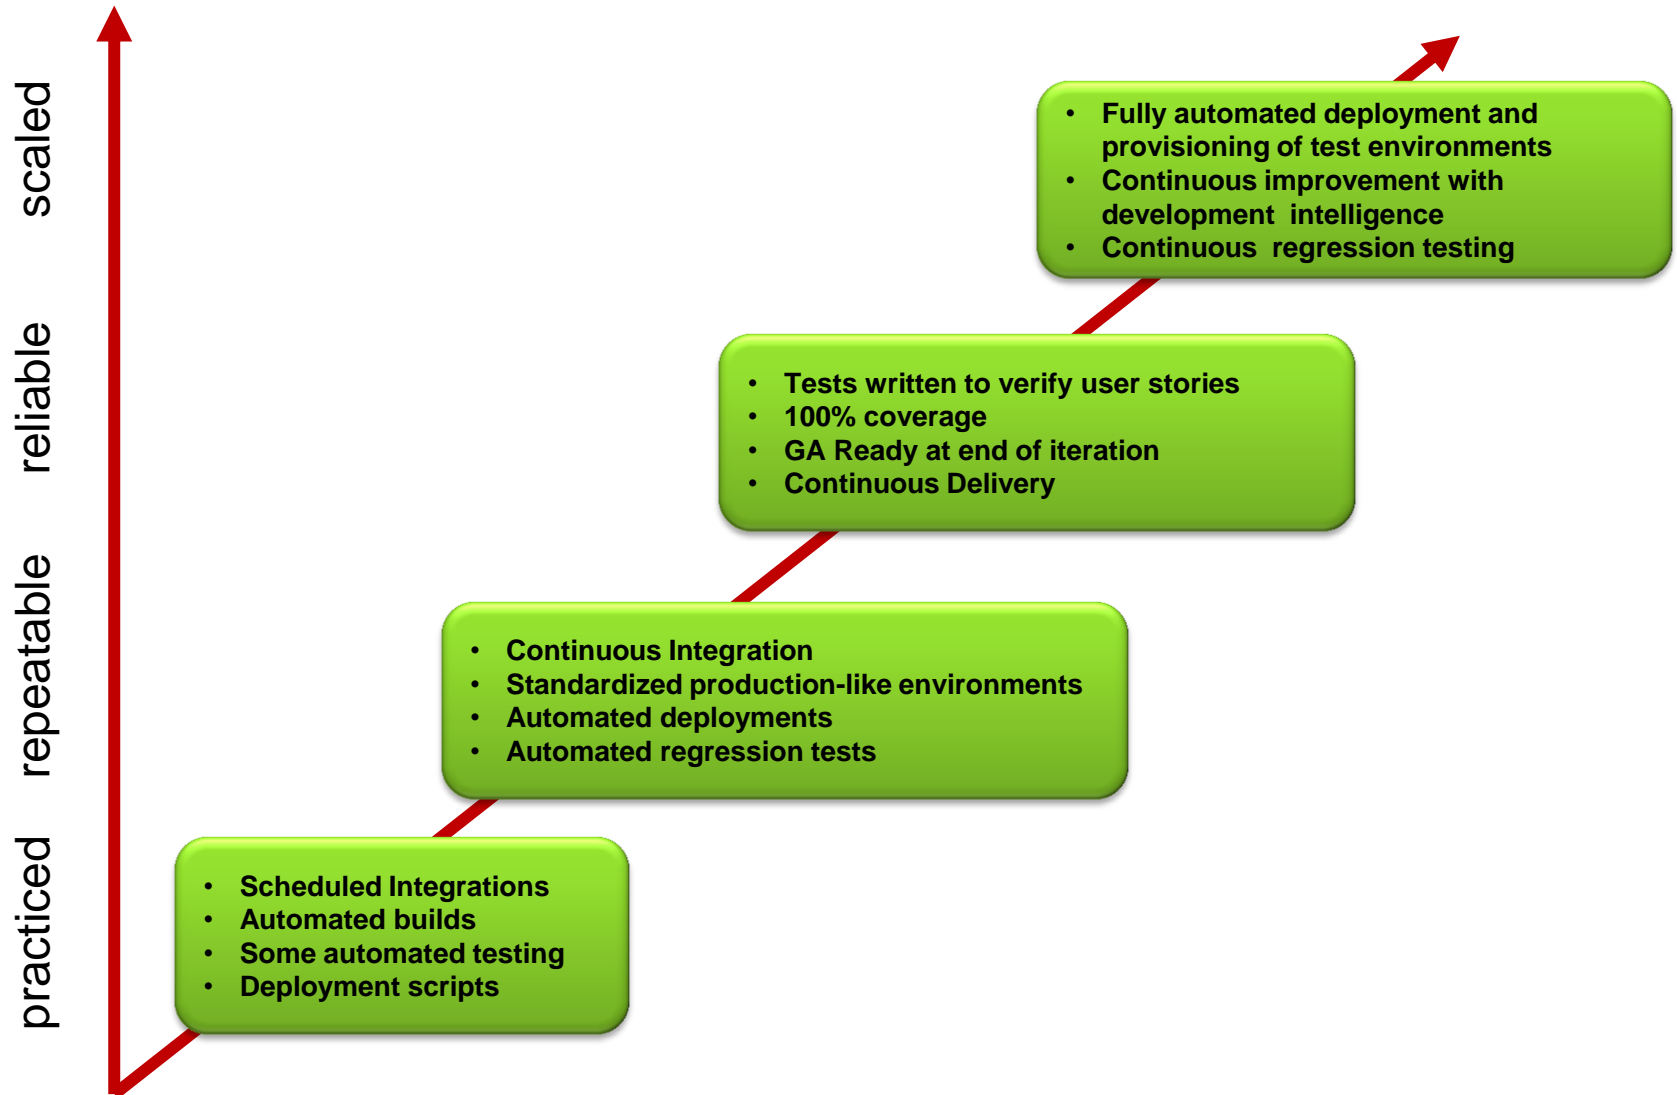 scaled
• Fully automated deployment and
provisioning of test environments
• Continuous improvement with
development intelligence
• Continuous regression testing
reliable
• Tests written to verify user stories
• 100% coverage
• GA Ready at end of iteration
• Continuous Delivery
repeatable
• Continuous Integration
• Standardized production-like environments
• Automated deployments
• Automated regression tests
practiced
• Scheduled Integrations
• Automated builds
• Some automated testing
• Deployment scripts